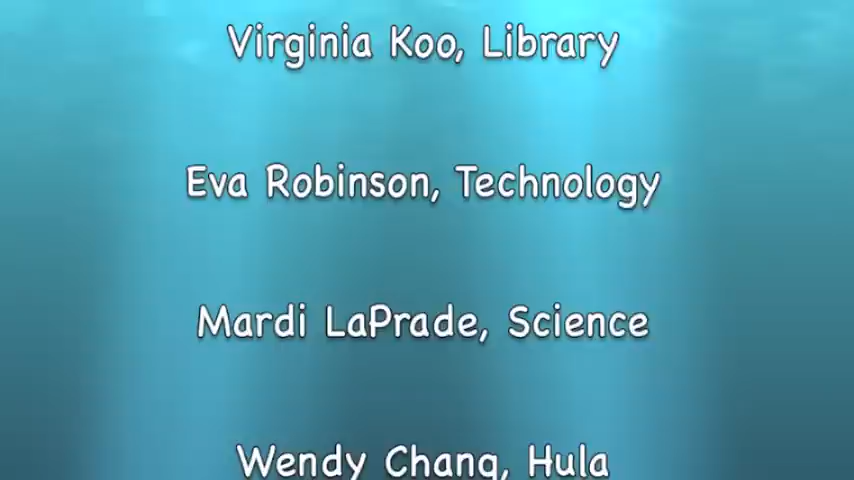 Virginia Koo, Library
Eva Robinson, Technology
Mardi LaPrade, Science
Wendy Chang, Hula